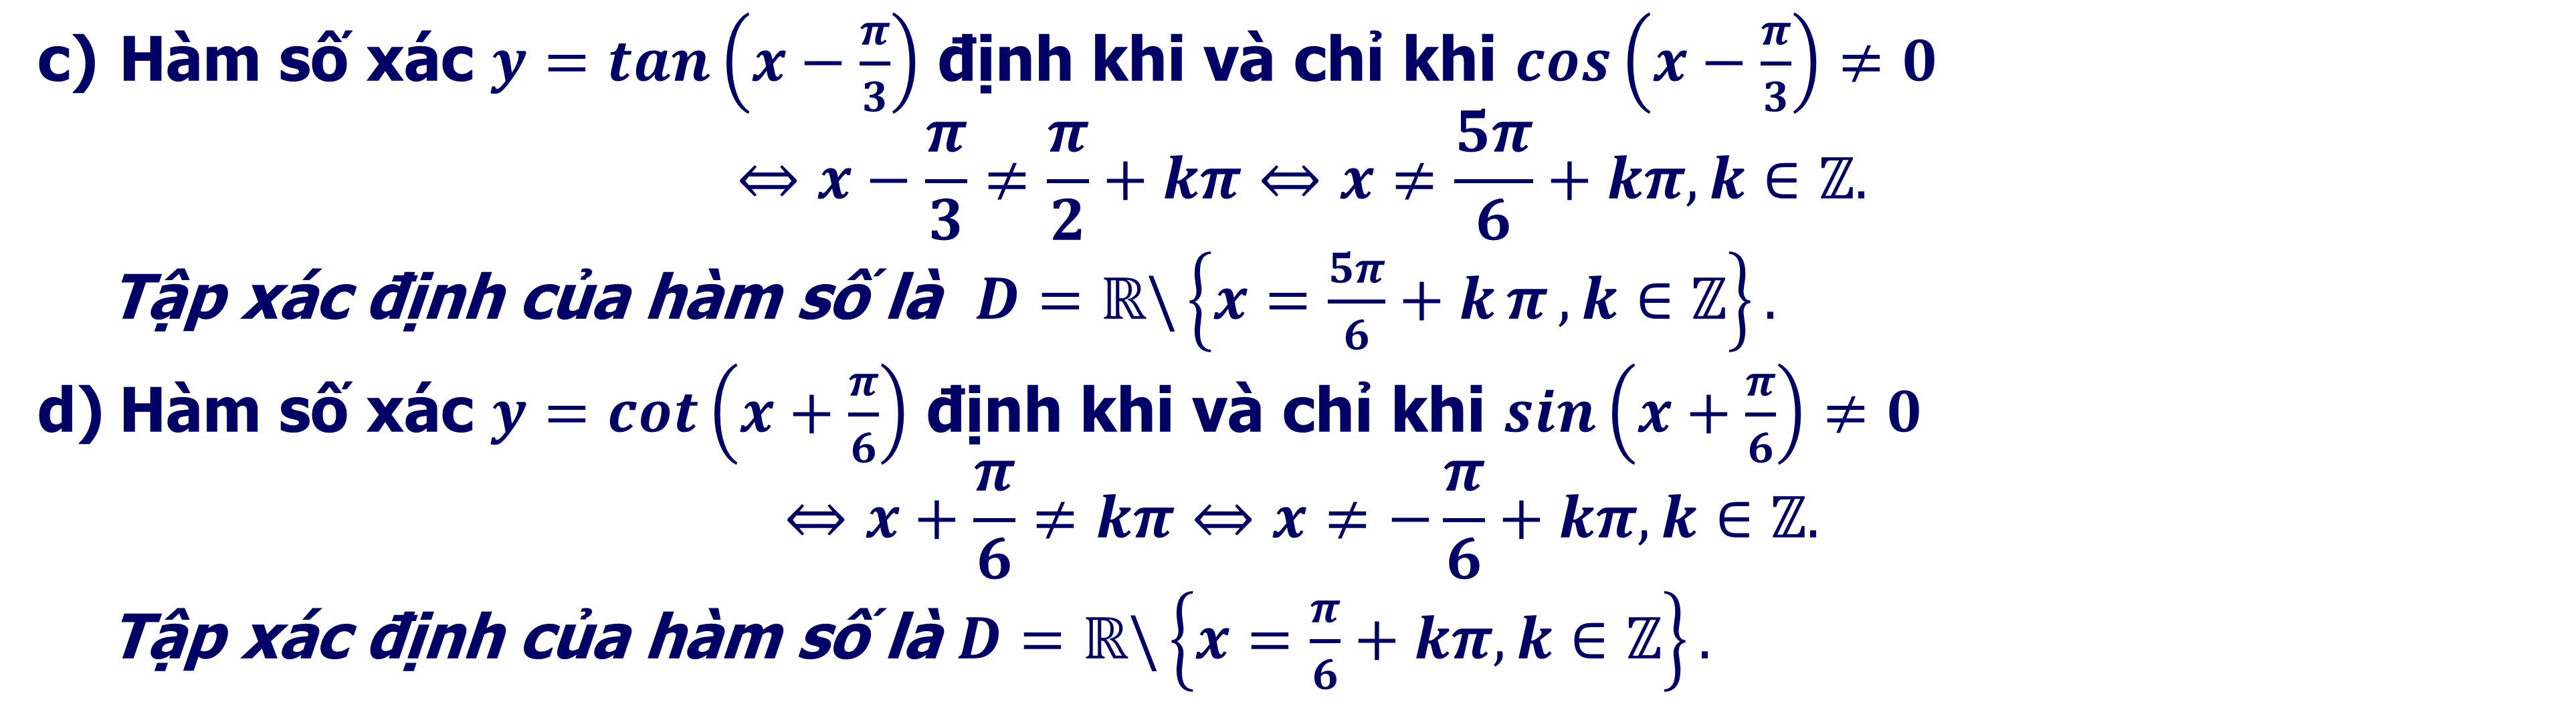 c) Hàm số xác y = tan(x − π/3) định khi và chỉ khi cos(x − π/3) ≠ 0
⇔ x − π/3 ≠ π/2 + kπ ⇔ x ≠ 5π/6 + kπ, k ∈ ℤ.
Tập xác định của hàm số là D = ℝ\{x = 5π/6 + k π , k ∈ ℤ}.
d) Hàm số xác y = cot(x + π/6) định khi và chỉ khi sin(x + π/6) ≠ 0
⇔ x + π/6 ≠ kπ ⇔ x ≠ −π/6 + kπ, k ∈ ℤ.
Tập xác định của hàm số là D = ℝ\{x = π/6 + kπ, k ∈ ℤ}.